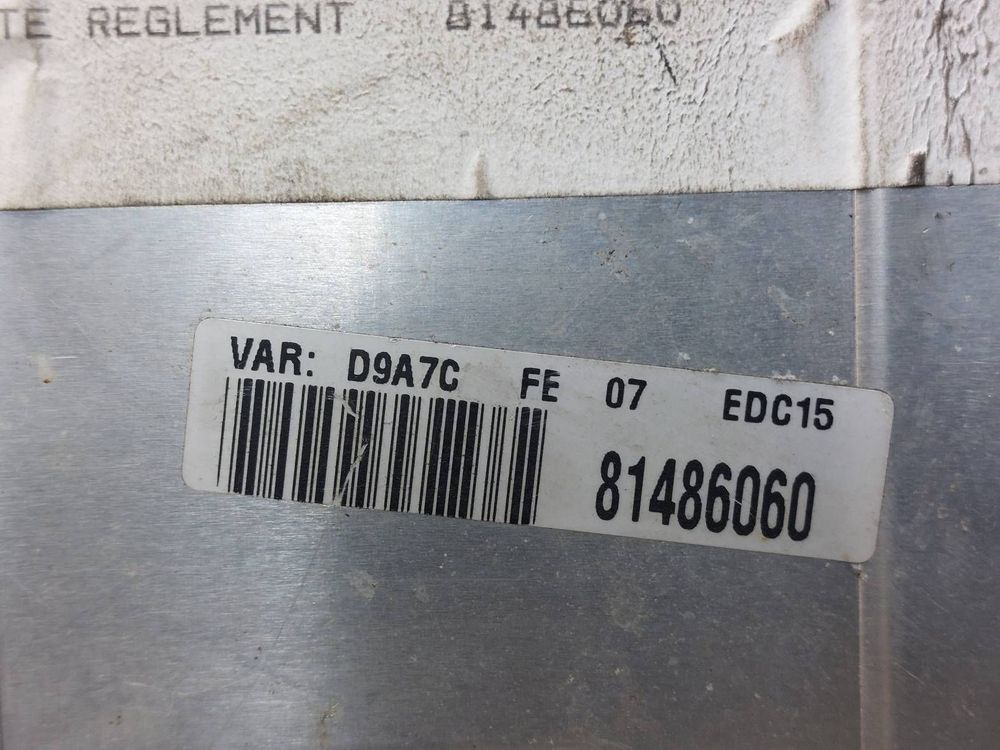 TE REGLEMENT 81486060
VAR: D9A7C FE 07 EDC15
81486060